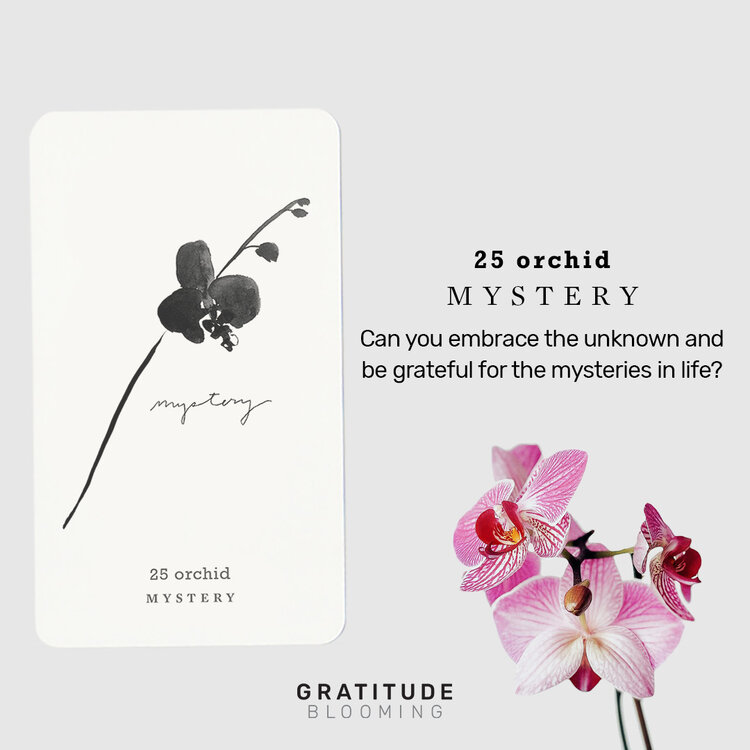 mystery
25 orchid
MYSTERY
25 orchid
MYSTERY
Can you embrace the unknown and
be grateful for the mysteries in life?
GRATITUDE
BLOOMING